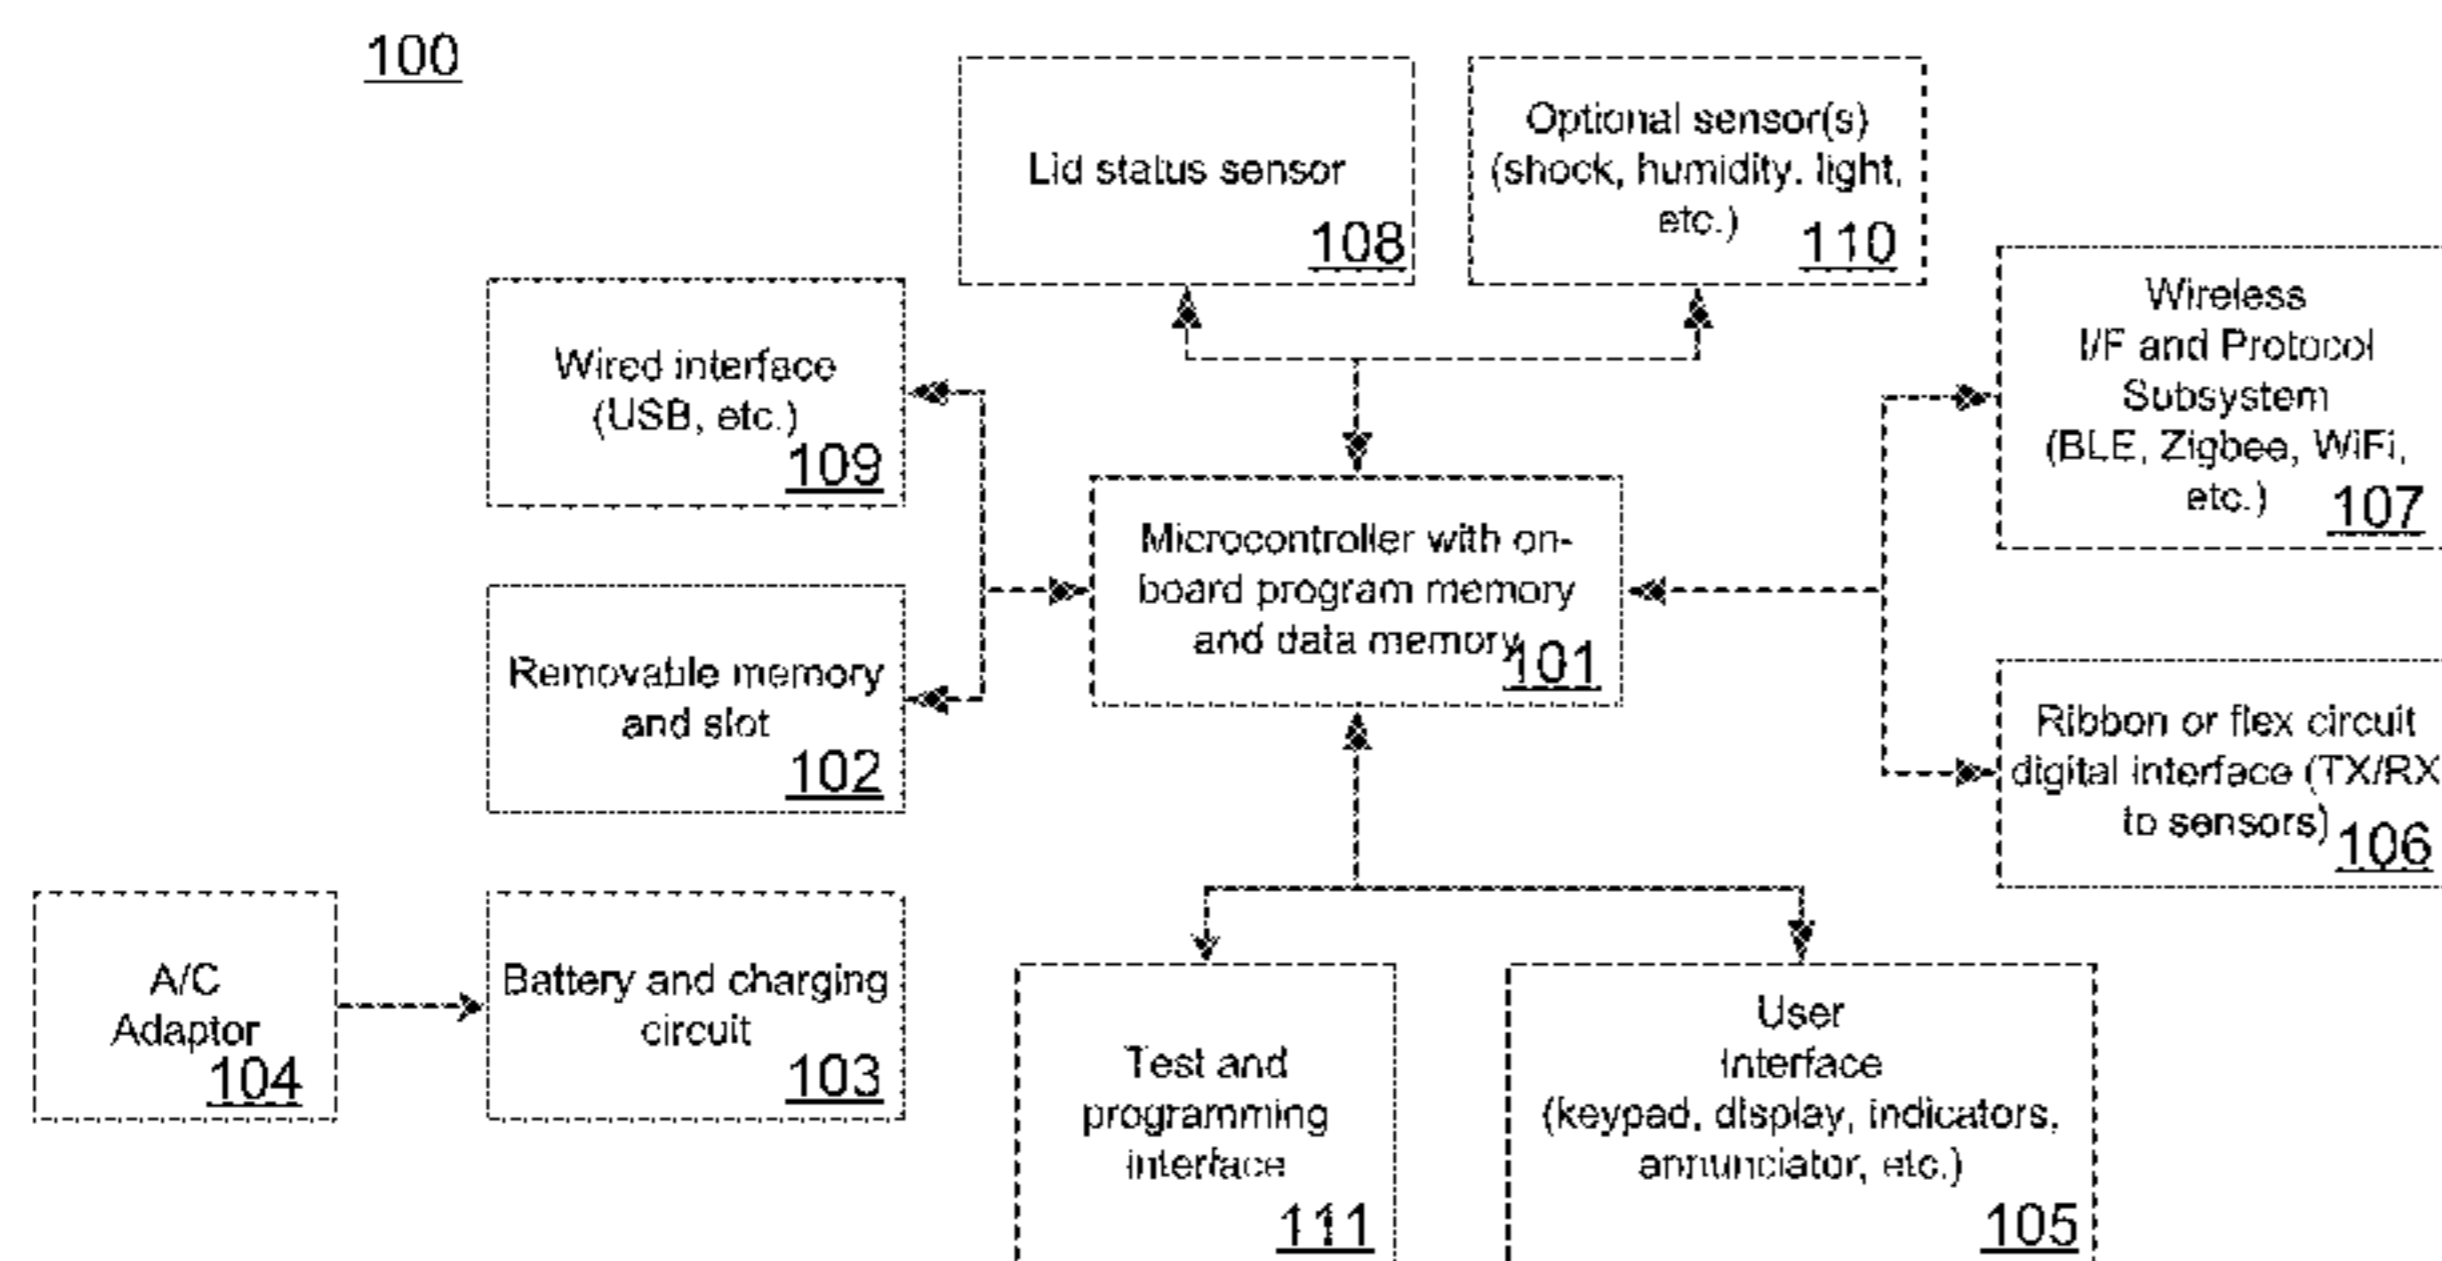 100
Lid status sensor
108
Optional sensor(s)
(shock, humidity. light,
etc.)
110
Wired interface
(USB, etc.)
109
Wireless
I/F and Protocol
Subsystem
(BLE, Zigbee, WiFi,
etc.)
107
Microcontroller with on-
board program memory
and data memory
101
Removable memory
and slot
102
Ribbon or flex circuit
digital interface (TX/RX
to sensors)
106
A/C
Adaptor
104
Battery and charging
circuit
103
Test and
programming
interface
111
User
Interface
(keypad, display, indicators,
annunciator, etc.)
105